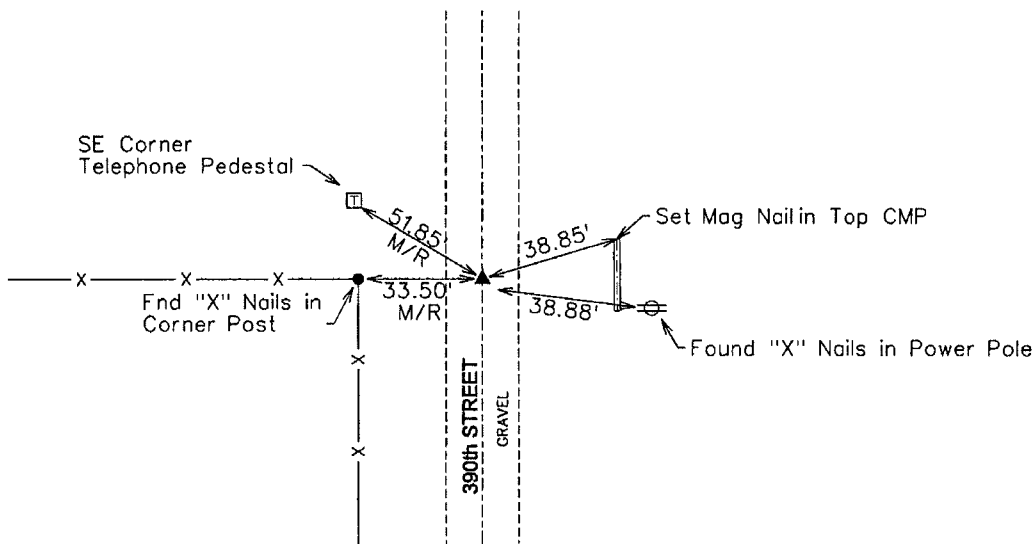 SE Corner
Telephone Pedestal
T
51.85'
M/R
38.85'
Set Mag Nail in Top CMP
X X X
33.50'
M/R
Fnd "X" Nails in
Corner Post
38.88'
Found "X" Nails in Power Pole
X
X
390th STREET
GRAVEL